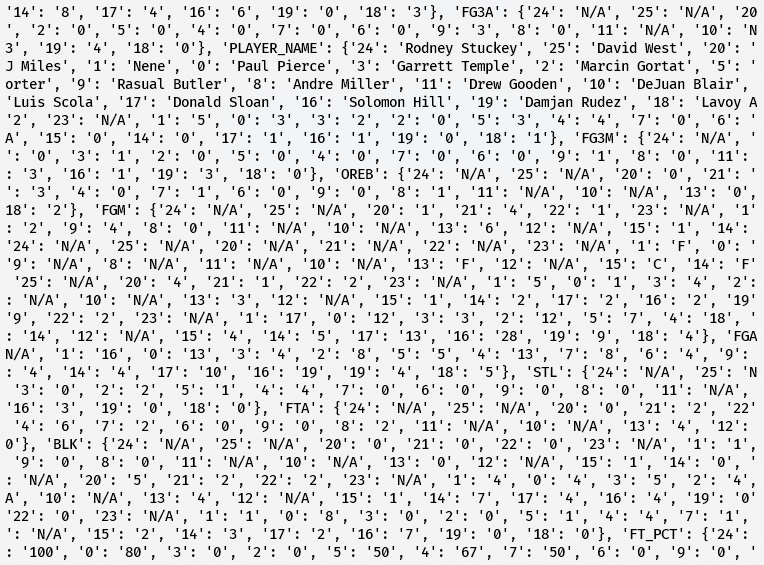 '14': '8', '17': '4', '16': '6', '19': '0', '18': '3'}, 'FG3A': {'24': 'N/A', '25': 'N/A', '20
, '2': '0', '5': '0', '4': '0', '7': '0', '6': '0', '9': '3', '8': '0', '11': 'N/A', '10': 'N
3', '19': '4', '18': '0'}, 'PLAYER_NAME': {'24': 'Rodney Stuckey', '25': 'David West', '20': '
J Miles', '1': 'Nene', '0': 'Paul Pierce', '3': 'Garrett Temple', '2': 'Marcin Gortat', '5': '
orter', '9': 'Rasual Butler', '8': 'Andre Miller', '11': 'Drew Gooden', '10': 'DeJuan Blair',
'Luis Scola', '17': 'Donald Sloan', '16': 'Solomon Hill', '19': 'Damjan Rudez', '18': 'Lavoy A
'2', '23': 'N/A', '1': '5', '0': '3', '3': '2', '2': '0', '5': '3', '4': '4', '7': '0', '6': '
A', '15': '0', '14': '0', '17': '1', '16': '1', '19': '0', '18': '1'}, 'FG3M': {'24': 'N/A', '
': '0', '3': '1', '2': '0', '5': '0', '4': '0', '7': '0', '6': '0', '9': '1', '8': '0', '11':
: '3', '16': '1', '19': '3', '18': '0'}, 'OREB': {'24': 'N/A', '25': 'N/A', '20': '0', '21': '
': '3', '4': '0', '7': '1', '6': '0', '9': '0', '8': '1', '11': 'N/A', '10': 'N/A', '13': '0',
18': '2'}, 'FGM': {'24': 'N/A', '25': 'N/A', '20': '1', '21': '4', '22': '1', '23': 'N/A', '1'
: '2', '9': '4', '8': '0', '11': 'N/A', '10': 'N/A', '13': '6', '12': 'N/A', '15': '1', '14':
'24': 'N/A', '25': 'N/A', '20': 'N/A', '21': 'N/A', '22': 'N/A', '23': 'N/A', '1': 'F', '0': '
'9': 'N/A', '8': 'N/A', '11': 'N/A', '10': 'N/A', '13': 'F', '12': 'N/A', '15': 'C', '14': 'F'
'25': 'N/A', '20': '4', '21': '1', '22': '2', '23': 'N/A', '1': '5', '0': '1', '3': '4', '2':
: 'N/A', '10': 'N/A', '13': '3', '12': 'N/A', '15': '1', '14': '2', '17': '2', '16': '2', '19'
'9', '22': '2', '23': 'N/A', '1': '17', '0': '12', '3': '3', '2': '12', '5': '7', '4': '18',
: '14', '12': 'N/A', '15': '4', '14': '5', '17': '13', '16': '28', '19': '9', '18': '4'}, 'FGA
N/A', '1': '16', '0': '13', '3': '4', '2': '8', '5': '5', '4': '13', '7': '8', '6': '4', '9':
: '4', '14': '4', '17': '10', '16': '19', '19': '4', '18': '5'}, 'STL': {'24': 'N/A', '25': 'N
'3': '0', '2': '2', '5': '1', '4': '4', '7': '0', '6': '0', '9': '0', '8': '0', '11': 'N/A',
'16': '3', '19': '0', '18': '0'}, 'FTA': {'24': 'N/A', '25': 'N/A', '20': '0', '21': '2', '22'
'4': '6', '7': '2', '6': '0', '9': '0', '8': '2', '11': 'N/A', '10': 'N/A', '13': '4', '12':
0'}, 'BLK': {'24': 'N/A', '25': 'N/A', '20': '0', '21': '0', '22': '0', '23': 'N/A', '1': '1',
'9': '0', '8': '0', '11': 'N/A', '10': 'N/A', '13': '0', '12': 'N/A', '15': '1', '14': '0', '
: 'N/A', '20': '5', '21': '2', '22': '2', '23': 'N/A', '1': '4', '0': '4', '3': '5', '2': '4',
A', '10': 'N/A', '13': '4', '12': 'N/A', '15': '1', '14': '7', '17': '4', '16': '4', '19': '0'
'22': '0', '23': 'N/A', '1': '1', '0': '8', '3': '0', '2': '0', '5': '1', '4': '4', '7': '1',
': 'N/A', '15': '2', '14': '3', '17': '2', '16': '7', '19': '0', '18': '0'}, 'FT_PCT': {'24':
: '100', '0': '80', '3': '0', '2': '0', '5': '50', '4': '67', '7': '50', '6': '0', '9': '0', '